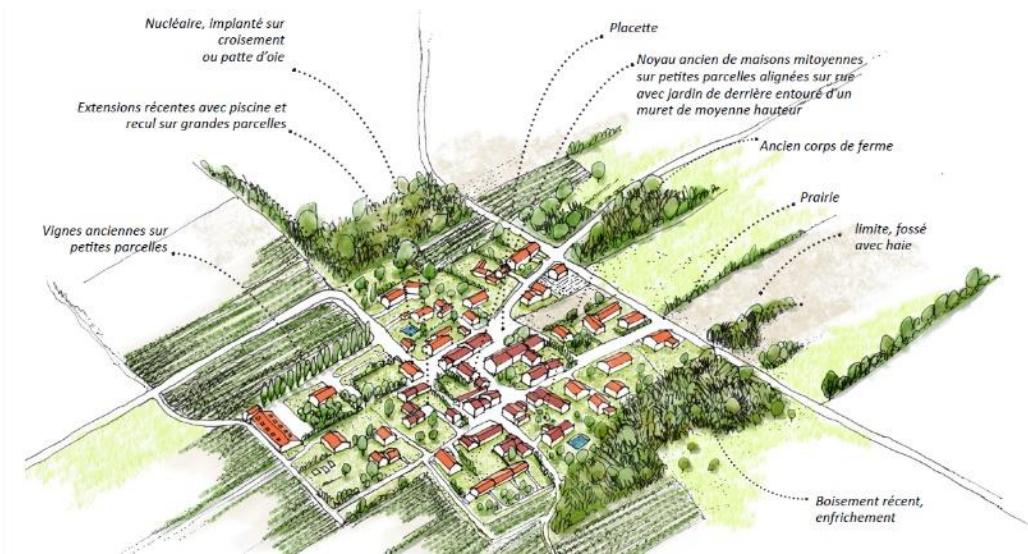 Nucléaire, implanté sur
croisement
ou patte d'oie
Extensions récentes avec piscine et
recul sur grandes parcelles
Vignes anciennes sur
petites parcelles
Placette
Noyau ancien de maisons mitoyennes
sur petites parcelles alignées sur rue
avec jardin de derrière entouré d'un
muret de moyenne hauteur
Ancien corps de ferme
Prairie
limite, fossé
avec haie
Boisement récent,
enfrichement